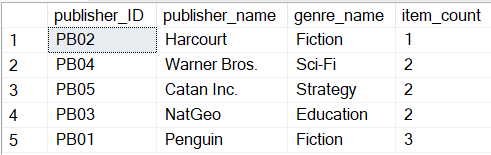 publisher_ID publisher_name genre_name item_count
1 PB02 Harcourt Fiction 1
2 PB04 Warner Bros. Sci-Fi 2
3 PB05 Catan Inc. Strategy 2
4 PB03 NatGeo Education 2
5 PB01 Penguin Fiction 3